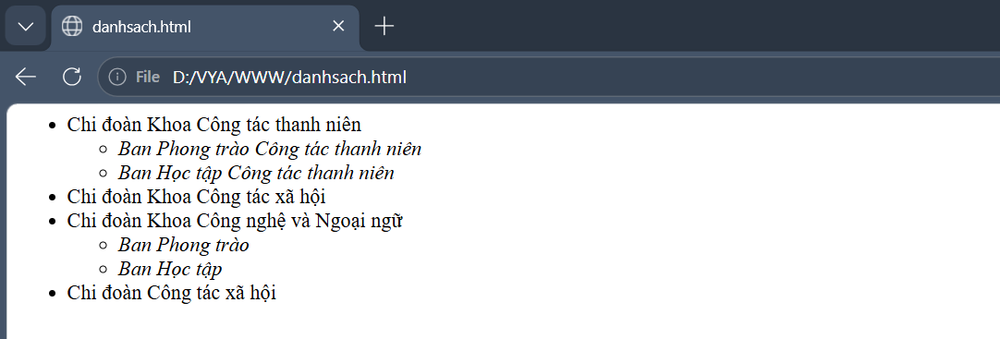 danhsach.html
File D:/VYA/WWW/danhsach.html
Chi đoàn Khoa Công tác thanh niên
Ban Phong trào Công tác thanh niên
Ban Học tập Công tác thanh niên
Chi đoàn Khoa Công tác xã hội
Chi đoàn Khoa Công nghệ và Ngoại ngữ
Ban Phong trào
Ban Học tập
Chi đoàn Công tác xã hội